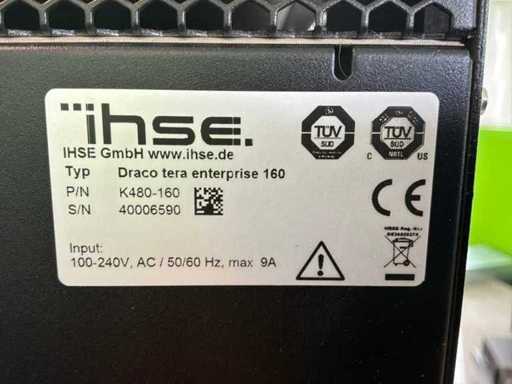 ihse.
IHSE GmbH www.ihse.de
Typ Draco tera enterprise 160
P/N K480-160
S/N 40006590
Input:
100-240V, AC / 50/60 Hz, max 9A
TÜV
SÜD
TÜV
SÜD
C NRTL US
CE